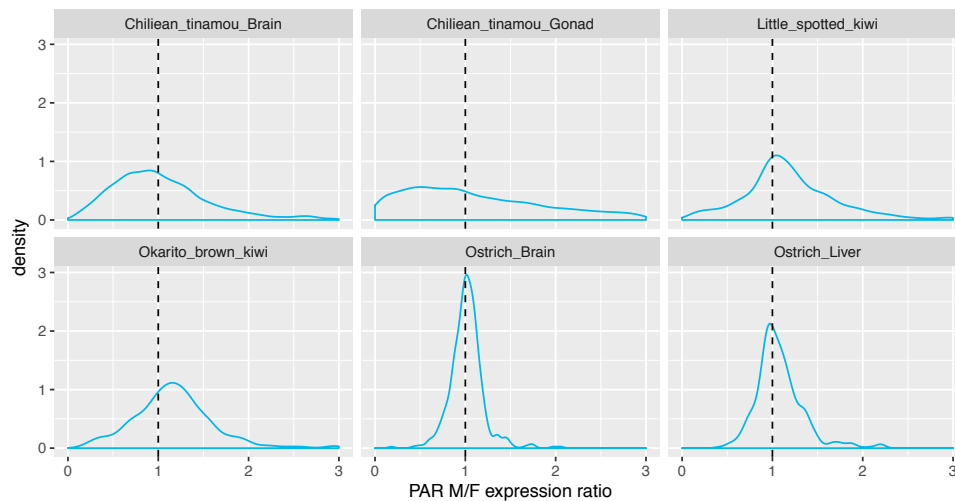 Chiliean_tinamou_Brain
Chiliean_tinamou_Gonad
Little_spotted_kiwi
3
2
1
0
Okarito_brown_kiwi
Ostrich_Brain
Ostrich_Liver
3
2
1
0
density
0 1 2 3
0 1 2 3
0 1 2 3
PAR M/F expression ratio